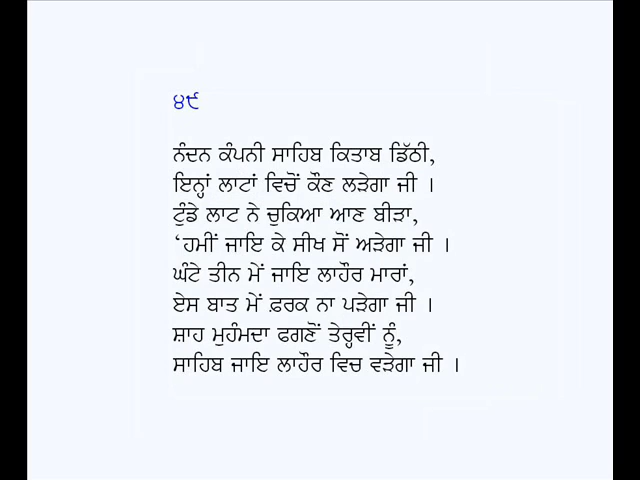 ੪੯
ਨੰਦਨ ਕੰਪਨੀ ਸਾਹਿਬ ਕਿਤਾਬ ਡਿੱਠੀ,
ਇਨ੍ਹਾਂ ਲਾਟਾਂ ਵਿਚੋਂ ਕੌਣ ਲੜੇਗਾ ਜੀ ।
ਟੁੰਡੇ ਲਾਟ ਨੇ ਚੁਕਿਆ ਆਣ ਬੀੜਾ,
‘ਹਮੀਂ ਜਾਇ ਕੇ ਸੀਖ ਸੋਂ ਅੜੇਗਾ ਜੀ ।
ਘੰਟੇ ਤੀਨ ਮੇਂ ਜਾਇ ਲਾਹੌਰ ਮਾਰਾਂ,
ਏਸ ਬਾਤ ਮੇਂ ਫ਼ਰਕ ਨਾ ਪੜੇਗਾ ਜੀ ।
ਸ਼ਾਹ ਮੁਹੰਮਦਾ ਫਗਣੋਂ ਤੇਰ੍ਹਵੀਂ ਨੂੰ,
ਸਾਹਿਬ ਜਾਇ ਲਾਹੌਰ ਵਿਚ ਵੜੇਗਾ ਜੀ ।